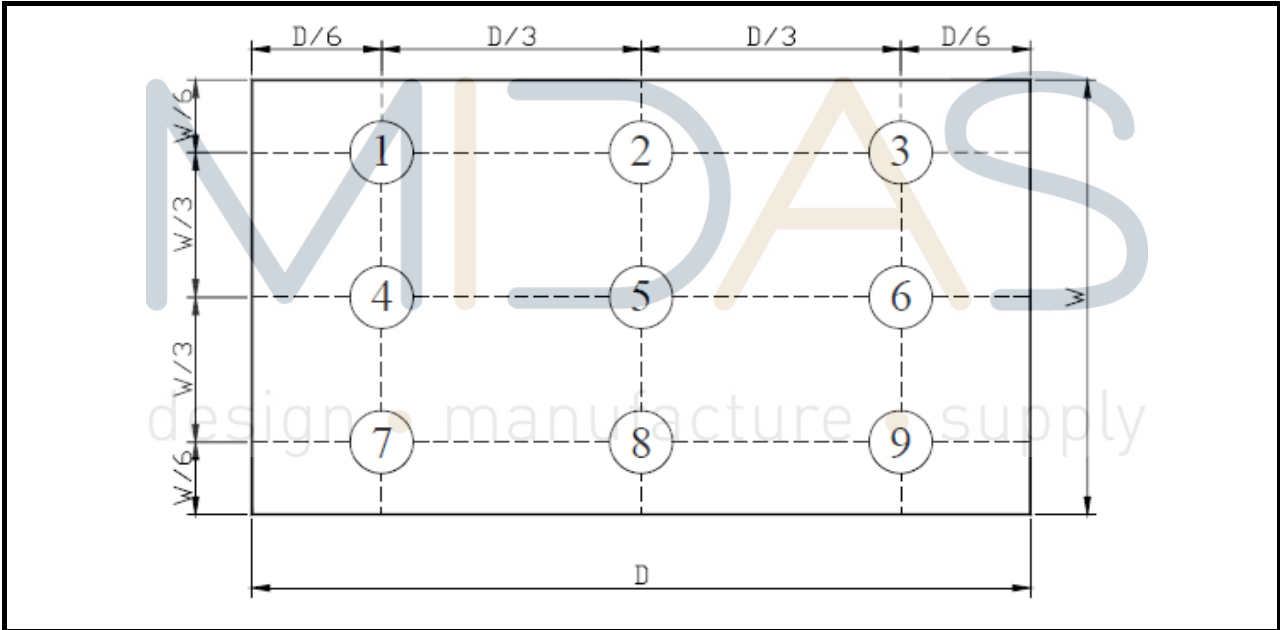 D/6 D/3 D/3 D/6
W/6
1 2 3
W/3
MIDAS
4 5 6
W
W/3
design • manufacture • supply
7 8 9
W/6
D